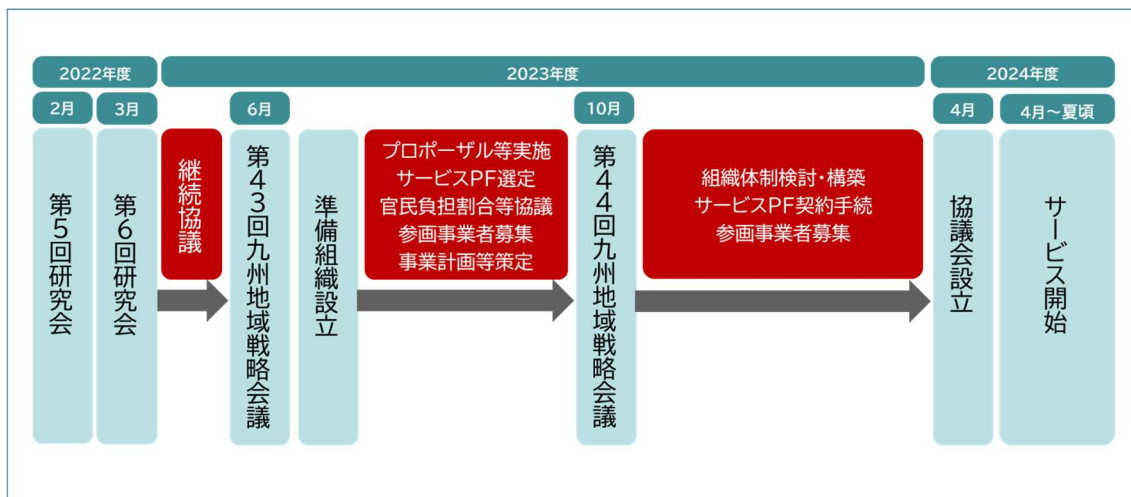 2022年度
2023年度
2024年度
2月
3月
6月
10月
4月
4月～夏頃
第5回研究会
第6回研究会
継続協議
第43回九州地域戦略会議
準備組織設立
プロポーザル等実施
サービスPF選定
官民負担割合等協議
参画事業者募集
事業計画等策定
第44回九州地域戦略会議
組織体制検討・構築
サービスPF契約手続
参画事業者募集
協議会設立
サービス開始